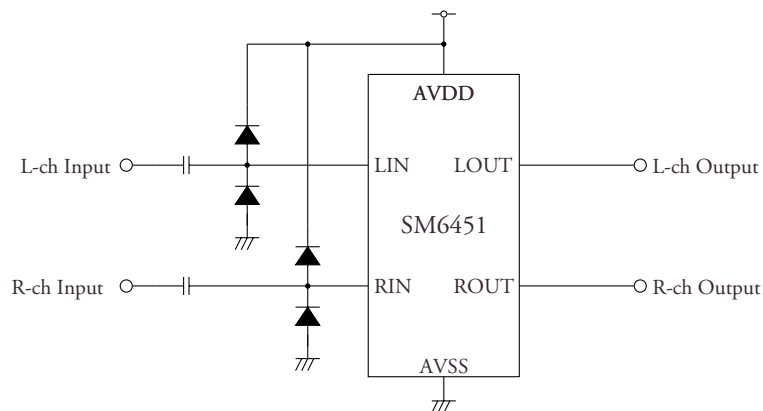 AVDD
L-ch Input
LIN
LOUT
L-ch Output
SM6451
R-ch Input
RIN
ROUT
R-ch Output
AVSS